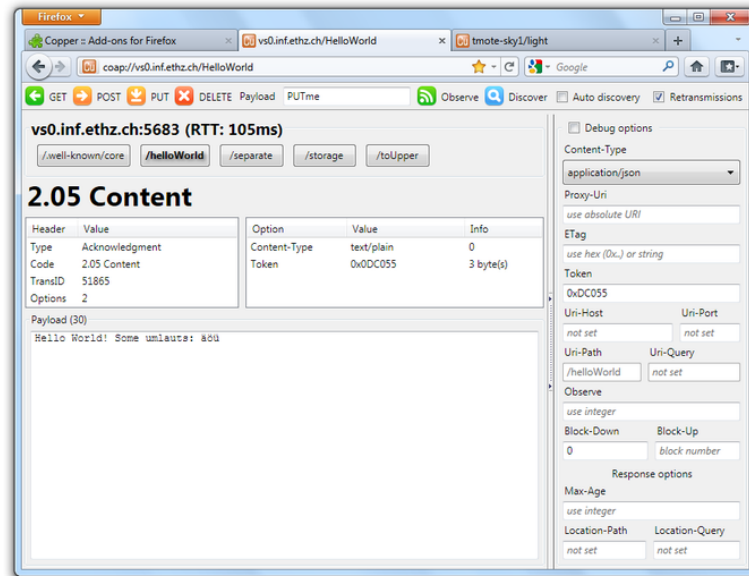 Firefox
Copper :: Add-ons for Firefox
vs0.inf.ethz.ch/HelloWorld
tmote-sky1/light
coap://vs0.inf.ethz.ch/HelloWorld
Google
GET POST PUT DELETE Payload PUTme Observe Discover Auto discovery Retransmissions
vs0.inf.ethz.ch:5683 (RTT: 105ms)
/.well-known/core /helloWorld /separate /storage /toUpper
2.05 Content
Header Value
Type Acknowledgment
Code 2.05 Content
TransID 51865
Options 2
Option Value Info
Content-Type text/plain 0
Token 0x0DC055 3 byte(s)
Payload (30)
Hello World! Some umlauts: äöü
Debug options
Content-Type
application/json
Proxy-Uri
use absolute URI
ETag
use hex (0x..) or string
Token
0xDC055
Uri-Host Uri-Port
not set not set
Uri-Path Uri-Query
/helloWorld not set
Observe
use integer
Block-Down Block-Up
0 block number
Response options
Max-Age
use integer
Location-Path Location-Query
not set not set